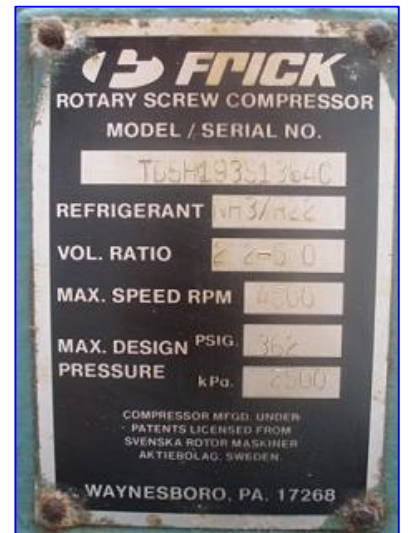 FRICK
ROTARY SCREW COMPRESSOR
MODEL / SERIAL NO.
REFRIGERANT NH3/R22
VOL. RATIO 2.2-5.0
MAX. SPEED RPM 4500
MAX. DESIGN PRESSURE PSIG. 362
kPa. 2500
COMPRESSOR MFGD. UNDER
PATENTS LICENSED FROM
SVENSKA ROTOR MASKINER
AKTIEBOLAG, SWEDEN.
WAYNESBORO, PA. 17268